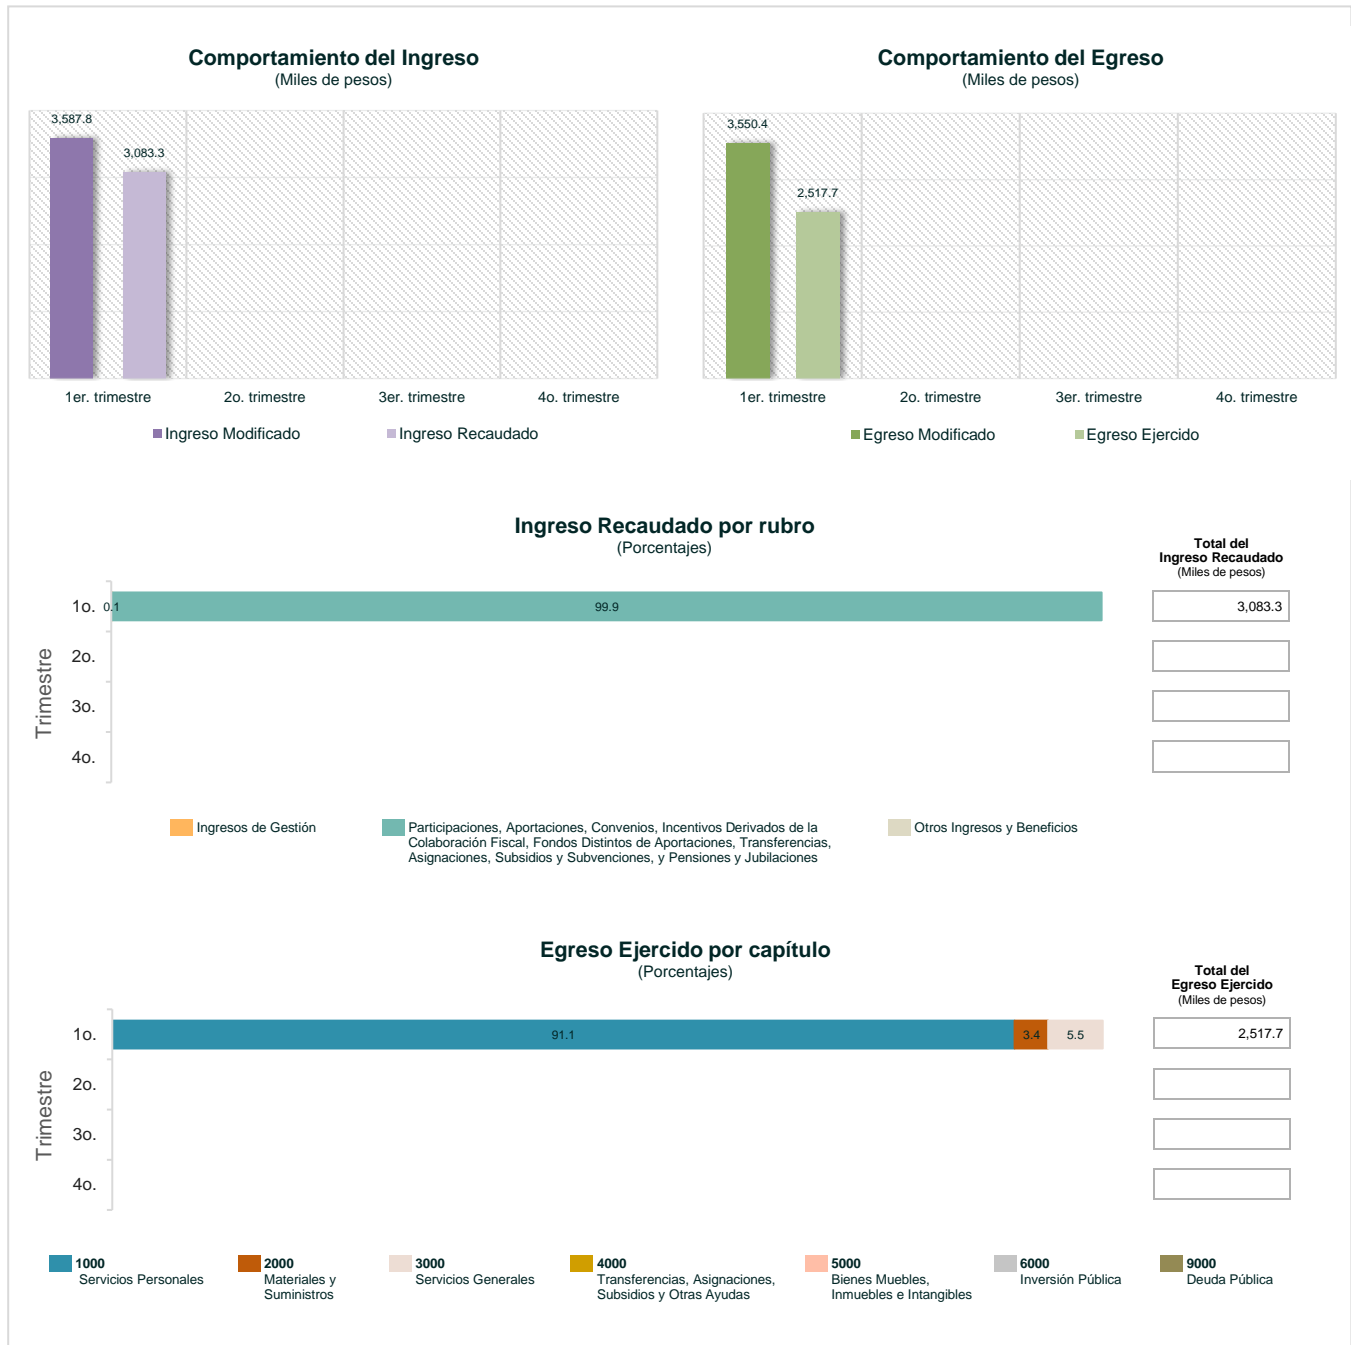 Comportamiento del Ingreso
(Miles de pesos)
3,587.8
3,083.3
1er. trimestre
2o. trimestre
3er. trimestre
4o. trimestre
Ingreso Modificado
Ingreso Recaudado
Comportamiento del Egreso
(Miles de pesos)
3,550.4
2,517.7
1er. trimestre
2o. trimestre
3er. trimestre
4o. trimestre
Egreso Modificado
Egreso Ejercido
Ingreso Recaudado por rubro
(Porcentajes)
Total del
Ingreso Recaudado
(Miles de pesos)
Trimestre
1o.
0.1
99.9
3,083.3
2o.
3o.
4o.
Ingresos de Gestión
Participaciones, Aportaciones, Convenios, Incentivos Derivados de la
Colaboración Fiscal, Fondos Distintos de Aportaciones, Transferencias,
Asignaciones, Subsidios y Subvenciones, y Pensiones y Jubilaciones
Otros Ingresos y Beneficios
Egreso Ejercido por capítulo
(Porcentajes)
Total del
Egreso Ejercido
(Miles de pesos)
Trimestre
1o.
91.1
3.4
5.5
2,517.7
2o.
3o.
4o.
1000
Servicios Personales
2000
Materiales y
Suministros
3000
Servicios Generales
4000
Transferencias, Asignaciones,
Subsidios y Otras Ayudas
5000
Bienes Muebles,
Inmuebles e Intangibles
6000
Inversión Pública
9000
Deuda Pública